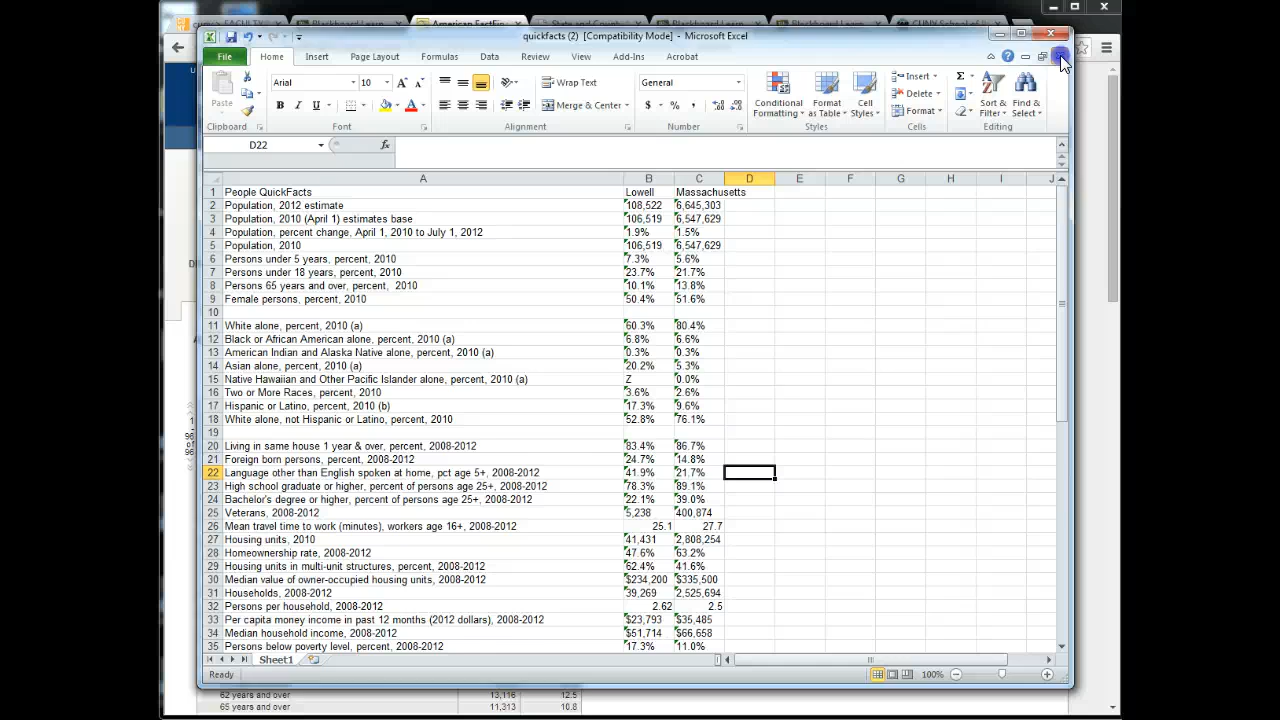 Blackboard Learn
American FactFin
State and County
Blackboard Learn
Blackboard Learn
CUNY School of
quickfacts (2) [Compatibility Mode] - Microsoft Excel
File Home Insert Page Layout Formulas Data Review View Add-Ins Acrobat
Arial 10 Wrap Text General Insert
Paste B I U Merge & Center $ % , Conditional Formatting Format as Table Cell Styles Delete Format Sort & Filter Find & Select
Clipboard Font Alignment Number Styles Cells Editing
D22 fx
A B C D E F G H I J
1 People QuickFacts Lowell Massachusetts
2 Population, 2012 estimate 108,522 6,645,303
3 Population, 2010 (April 1) estimates base 106,519 6,547,629
4 Population, percent change, April 1, 2010 to July 1, 2012 1.9% 1.5%
5 Population, 2010 106,519 6,547,629
6 Persons under 5 years, percent, 2010 7.3% 5.6%
7 Persons under 18 years, percent, 2010 23.7% 21.7%
8 Persons 65 years and over, percent, 2010 10.1% 13.8%
9 Female persons, percent, 2010 50.4% 51.6%
10
11 White alone, percent, 2010 (a) 60.3% 80.4%
12 Black or African American alone, percent, 2010 (a) 6.8% 6.6%
13 American Indian and Alaska Native alone, percent, 2010 (a) 0.3% 0.3%
14 Asian alone, percent, 2010 (a) 20.2% 5.3%
15 Native Hawaiian and Other Pacific Islander alone, percent, 2010 (a) Z 0.0%
16 Two or More Races, percent, 2010 3.6% 2.6%
17 Hispanic or Latino, percent, 2010 (b) 17.3% 9.6%
18 White alone, not Hispanic or Latino, percent, 2010 52.8% 76.1%
19
20 Living in same house 1 year & over, percent, 2008-2012 83.4% 86.7%
21 Foreign born persons, percent, 2008-2012 24.7% 14.8%
22 Language other than English spoken at home, pct age 5+, 2008-2012 41.9% 21.7%
23 High school graduate or higher, percent of persons age 25+, 2008-2012 78.3% 89.1%
24 Bachelor's degree or higher, percent of persons age 25+, 2008-2012 22.1% 39.0%
25 Veterans, 2008-2012 5,238 400,874
26 Mean travel time to work (minutes), workers age 16+, 2008-2012 25.1 27.7
27 Housing units, 2010 41,431 2,808,254
28 Homeownership rate, 2008-2012 47.6% 63.2%
29 Housing units in multi-unit structures, percent, 2008-2012 62.4% 41.6%
30 Median value of owner-occupied housing units, 2008-2012 $234,200 $335,500
31 Households, 2008-2012 39,269 2,525,694
32 Persons per household, 2008-2012 2.62 2.5
33 Per capita money income in past 12 months (2012 dollars), 2008-2012 $23,793 $35,485
34 Median household income, 2008-2012 $51,714 $66,658
35 Persons below poverty level, percent, 2008-2012 17.3% 11.0%
Sheet1
Ready 100%
62 years and over 13,116 12.5
65 years and over 11,313 10.8